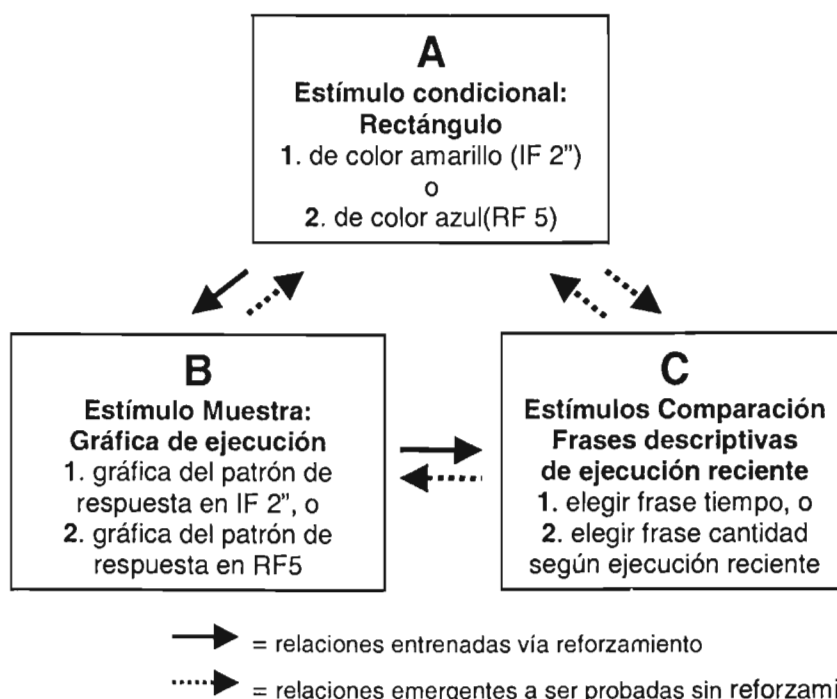 A
Estímulo condicional:
Rectángulo
1. de color amarillo (IF 2”)
o
2. de color azul(RF 5)
B
Estímulo Muestra:
Gráfica de ejecución
1. gráfica del patrón de
respuesta en IF 2”, o
2. gráfica del patrón de
respuesta en RF5
C
Estímulos Comparación
Frases descriptivas
de ejecución reciente
1. elegir frase tiempo, o
2. elegir frase cantidad
según ejecución reciente
= relaciones entrenadas vía reforzamiento
= relaciones emergentes a ser probadas sin